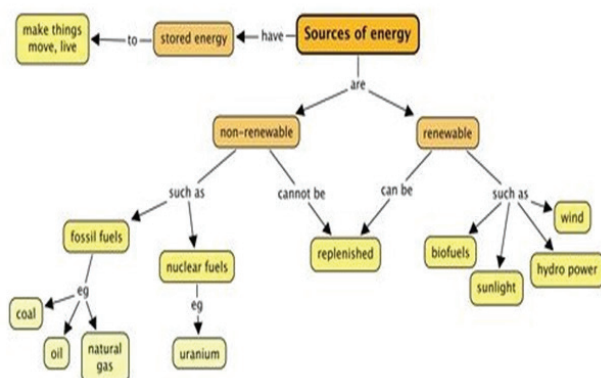 make things
move, live
to
stored energy
have
Sources of energy
are
non-renewable
renewable
such as
cannot be
can be
such as
wind
fossil fuels
nuclear fuels
replenished
biofuels
hydro power
sunlight
eg
eg
coal
oil
natural
gas
uranium